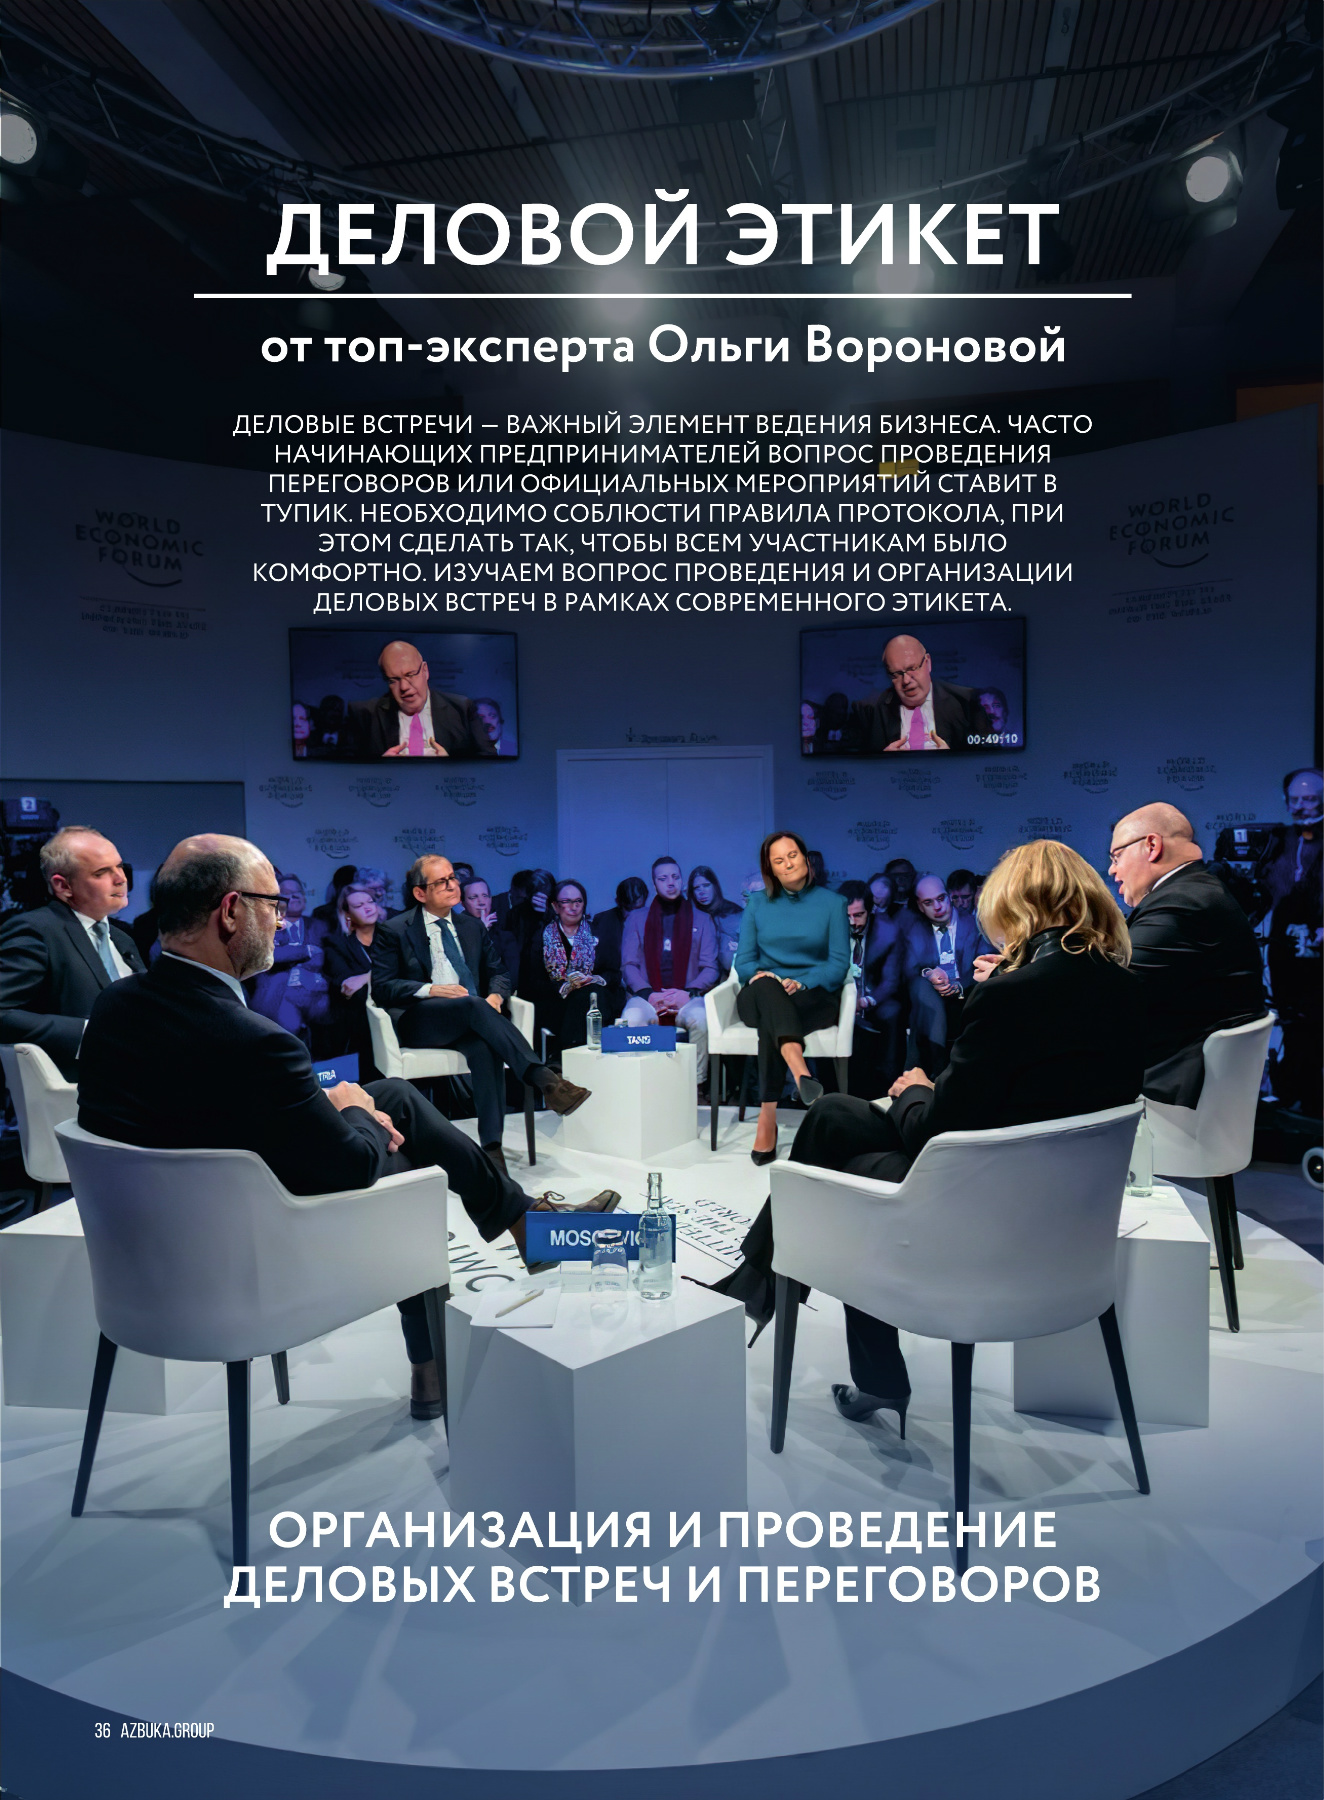 ДЕЛОВОЙ ЭТИКЕТ
от топ-эксперта Ольги Вороновой
ДЕЛОВЫЕ ВСТРЕЧИ — ВАЖНЫЙ ЭЛЕМЕНТ ВЕДЕНИЯ БИЗНЕСА. ЧАСТО
НАЧИНАЮЩИХ ПРЕДПРИНИМАТЕЛЕЙ ВОПРОС ПРОВЕДЕНИЯ
ПЕРЕГОВОРОВ ИЛИ ОФИЦИАЛЬНЫХ МЕРОПРИЯТИЙ СТАВИТ В
ТУПИК. НЕОБХОДИМО СОБЛЮСТИ ПРАВИЛА ПРОТОКОЛА, ПРИ
ЭТОМ СДЕЛАТЬ ТАК, ЧТОБЫ ВСЕМ УЧАСТНИКАМ БЫЛО
КОМФОРТНО. ИЗУЧАЕМ ВОПРОС ПРОВЕДЕНИЯ И ОРГАНИЗАЦИИ
ДЕЛОВЫХ ВСТРЕЧ В РАМКАХ СОВРЕМЕННОГО ЭТИКЕТА.
WORLD
ECONOMIC
FORUM
WORLD
ECONOMIC
FORUM
00:49:10
ОРГАНИЗАЦИЯ И ПРОВЕДЕНИЕ
ДЕЛОВЫХ ВСТРЕЧ И ПЕРЕГОВОРОВ
36 AZBUKA.GROUP